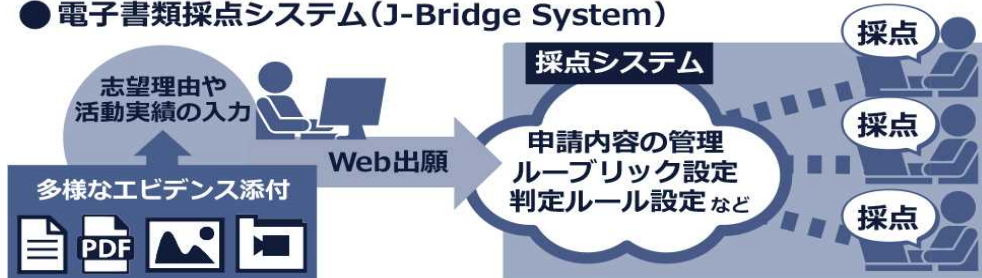 ●電子書類採点システム(J-Bridge System)
志望理由や
活動実績の入力
多様なエビデンス添付
PDF
Web出願
採点システム
申請内容の管理
ルーブリック設定
判定ルール設定 など
採点
採点
採点